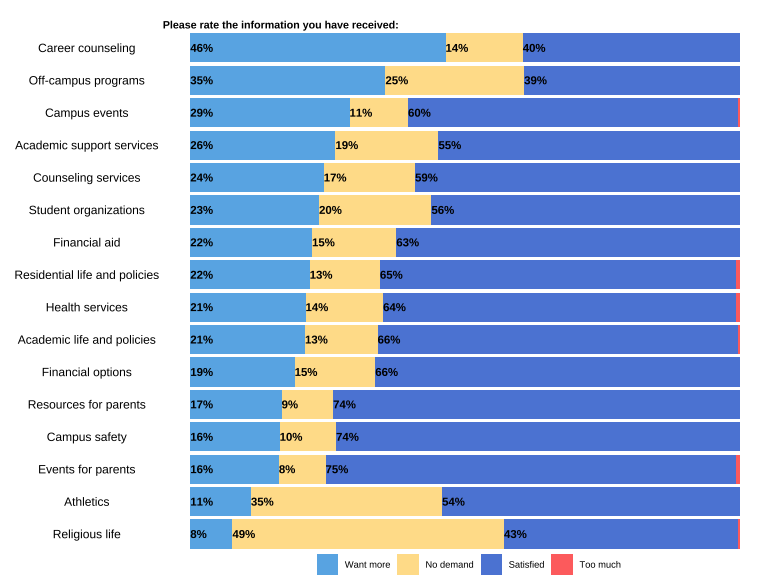 Please rate the information you have received:
Career counseling 46% 14% 40%
Off-campus programs 35% 25% 39%
Campus events 29% 11% 60%
Academic support services 26% 19% 55%
Counseling services 24% 17% 59%
Student organizations 23% 20% 56%
Financial aid 22% 15% 63%
Residential life and policies 22% 13% 65%
Health services 21% 14% 64%
Academic life and policies 21% 13% 66%
Financial options 19% 15% 66%
Resources for parents 17% 9% 74%
Campus safety 16% 10% 74%
Events for parents 16% 8% 75%
Athletics 11% 35% 54%
Religious life 8% 49% 43%
Want more No demand Satisfied Too much